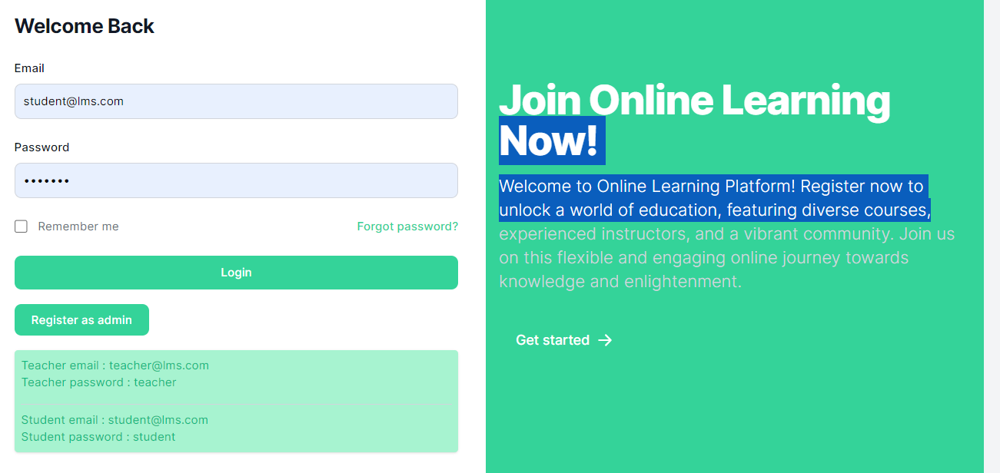 Welcome Back
Email
student@lms.com
Password
•••••••
Remember me
Forgot password?
Login
Register as admin
Teacher email : teacher@lms.com
Teacher password : teacher
Student email : student@lms.com
Student password : student
Join Online Learning
Now!
Welcome to Online Learning Platform! Register now to
unlock a world of education, featuring diverse courses,
experienced instructors, and a vibrant community. Join us
on this flexible and engaging online journey towards
knowledge and enlightenment.
Get started →